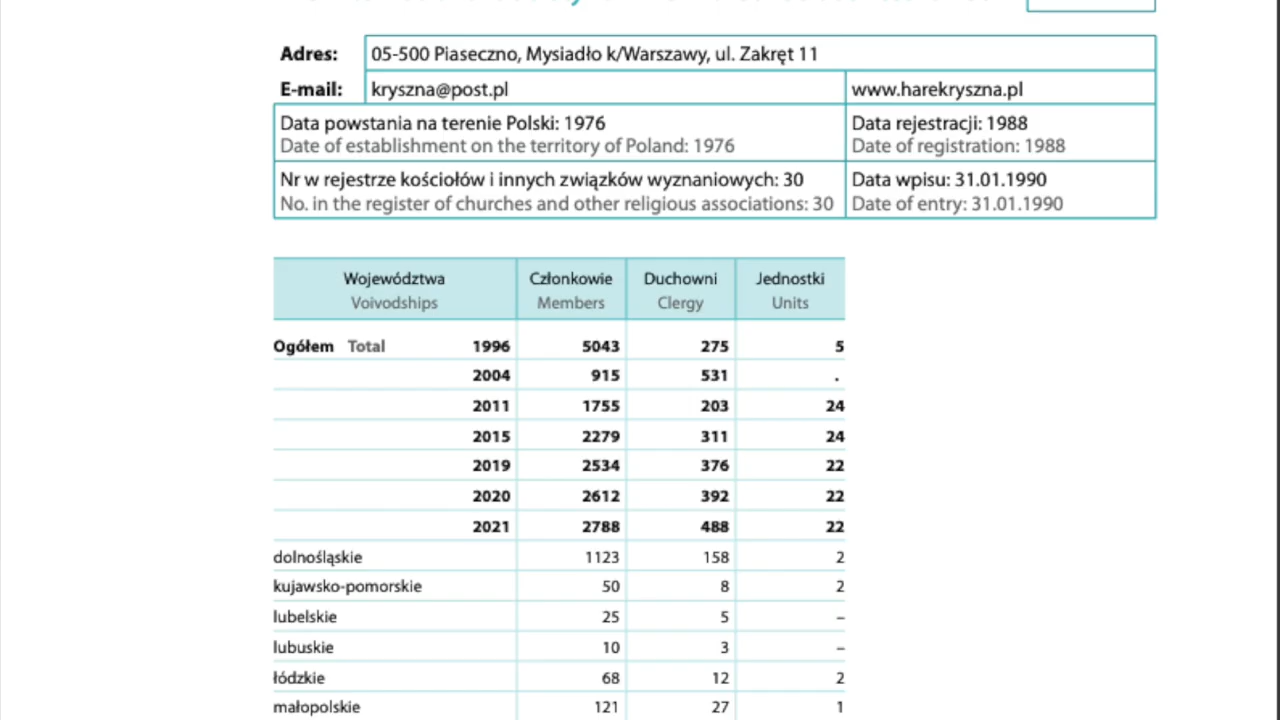 Adres: 05-500 Piaseczno, Mysiadło k/Warszawy, ul. Zakręt 11
E-mail: kryszna@post.pl www.harekryszna.pl
Data powstania na terenie Polski: 1976 Data rejestracji: 1988
Date of establishment on the territory of Poland: 1976 Date of registration: 1988
Nr w rejestrze kościołów i innych związków wyznaniowych: 30 Data wpisu: 31.01.1990
No. in the register of churches and other religious associations: 30 Date of entry: 31.01.1990
Województwa Członkowie Duchowni Jednostki
Voivodships Members Clergy Units
Ogółem Total 1996 5043 275 5
2004 915 531 .
2011 1755 203 24
2015 2279 311 24
2019 2534 376 22
2020 2612 392 22
2021 2788 488 22
dolnośląskie 1123 158 2
kujawsko-pomorskie 50 8 2
lubelskie 25 5 –
lubuskie 10 3 –
łódzkie 68 12 2
małopolskie 121 27 1